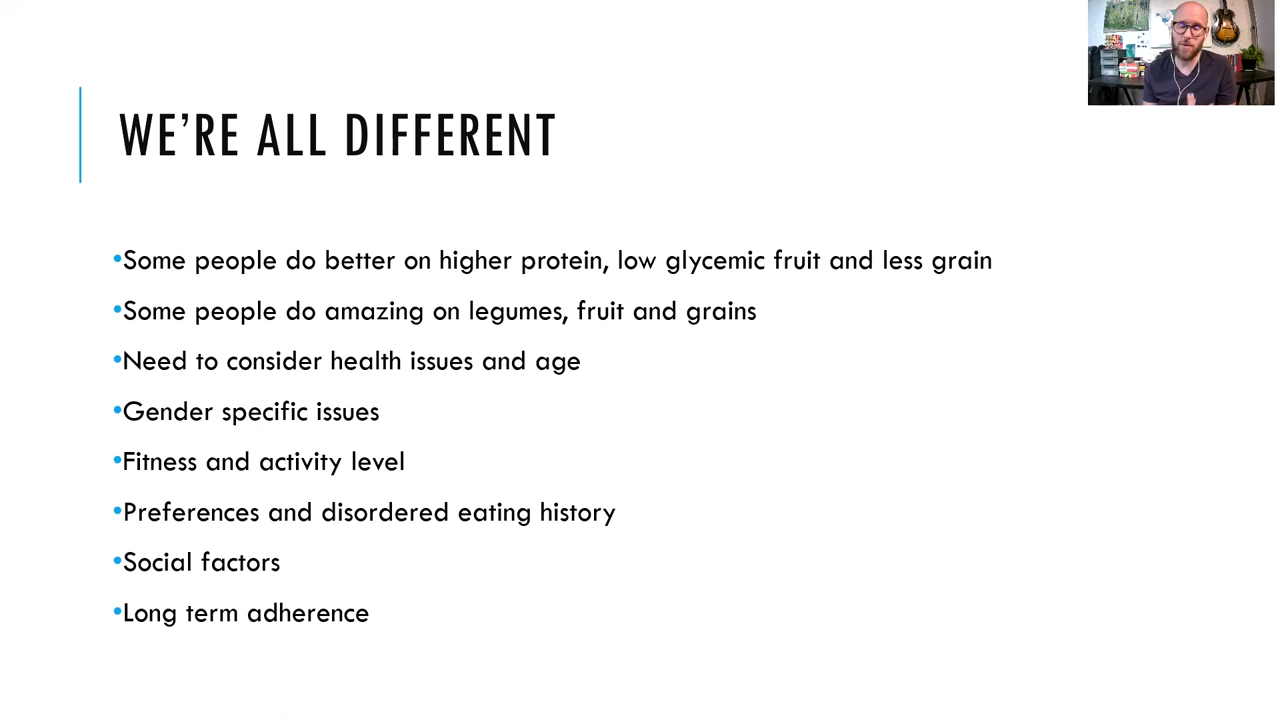 WE’RE ALL DIFFERENT
•Some people do better on higher protein, low glycemic fruit and less grain
•Some people do amazing on legumes, fruit and grains
•Need to consider health issues and age
•Gender specific issues
•Fitness and activity level
•Preferences and disordered eating history
•Social factors
•Long term adherence